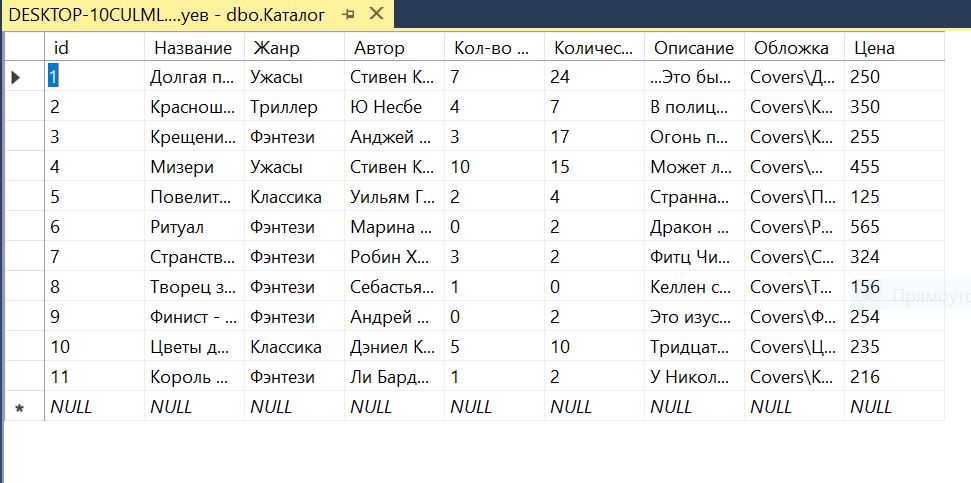 DESKTOP-10CULML....уев - dbo.Каталог
id Название Жанр Автор Кол-во ... Количес... Описание Обложка Цена
1 Долгая п... Ужасы Стивен К... 7 24 ...Это бы... Covers\Д... 250
2 Краснош... Триллер Ю Несбе 4 7 В полиц... Covers\К... 350
3 Крещени... Фэнтези Анджей ... 3 17 Огонь п... Covers\К... 255
4 Мизери Ужасы Стивен К... 10 15 Может л... Covers\... 455
5 Повелит... Классика Уильям Г... 2 4 Странна... Covers\П... 125
6 Ритуал Фэнтези Марина ... 0 2 Дракон ... Covers\Р... 565
7 Странств... Фэнтези Робин Х... 3 2 Фитц Чи... Covers\С... 324
8 Творец з... Фэнтези Себастья... 1 0 Келлен с... Covers\Т... 156
Прямоуго
9 Финист - ... Фэнтези Андрей ... 0 2 Это изус... Covers\Ф... 254
10 Цветы д... Классика Дэниел К... 5 10 Тридцат... Covers\Ц... 235
11 Король ... Фэнтези Ли Бард... 1 2 У Никол... Covers\К... 216
NULL NULL NULL NULL NULL NULL NULL NULL NULL